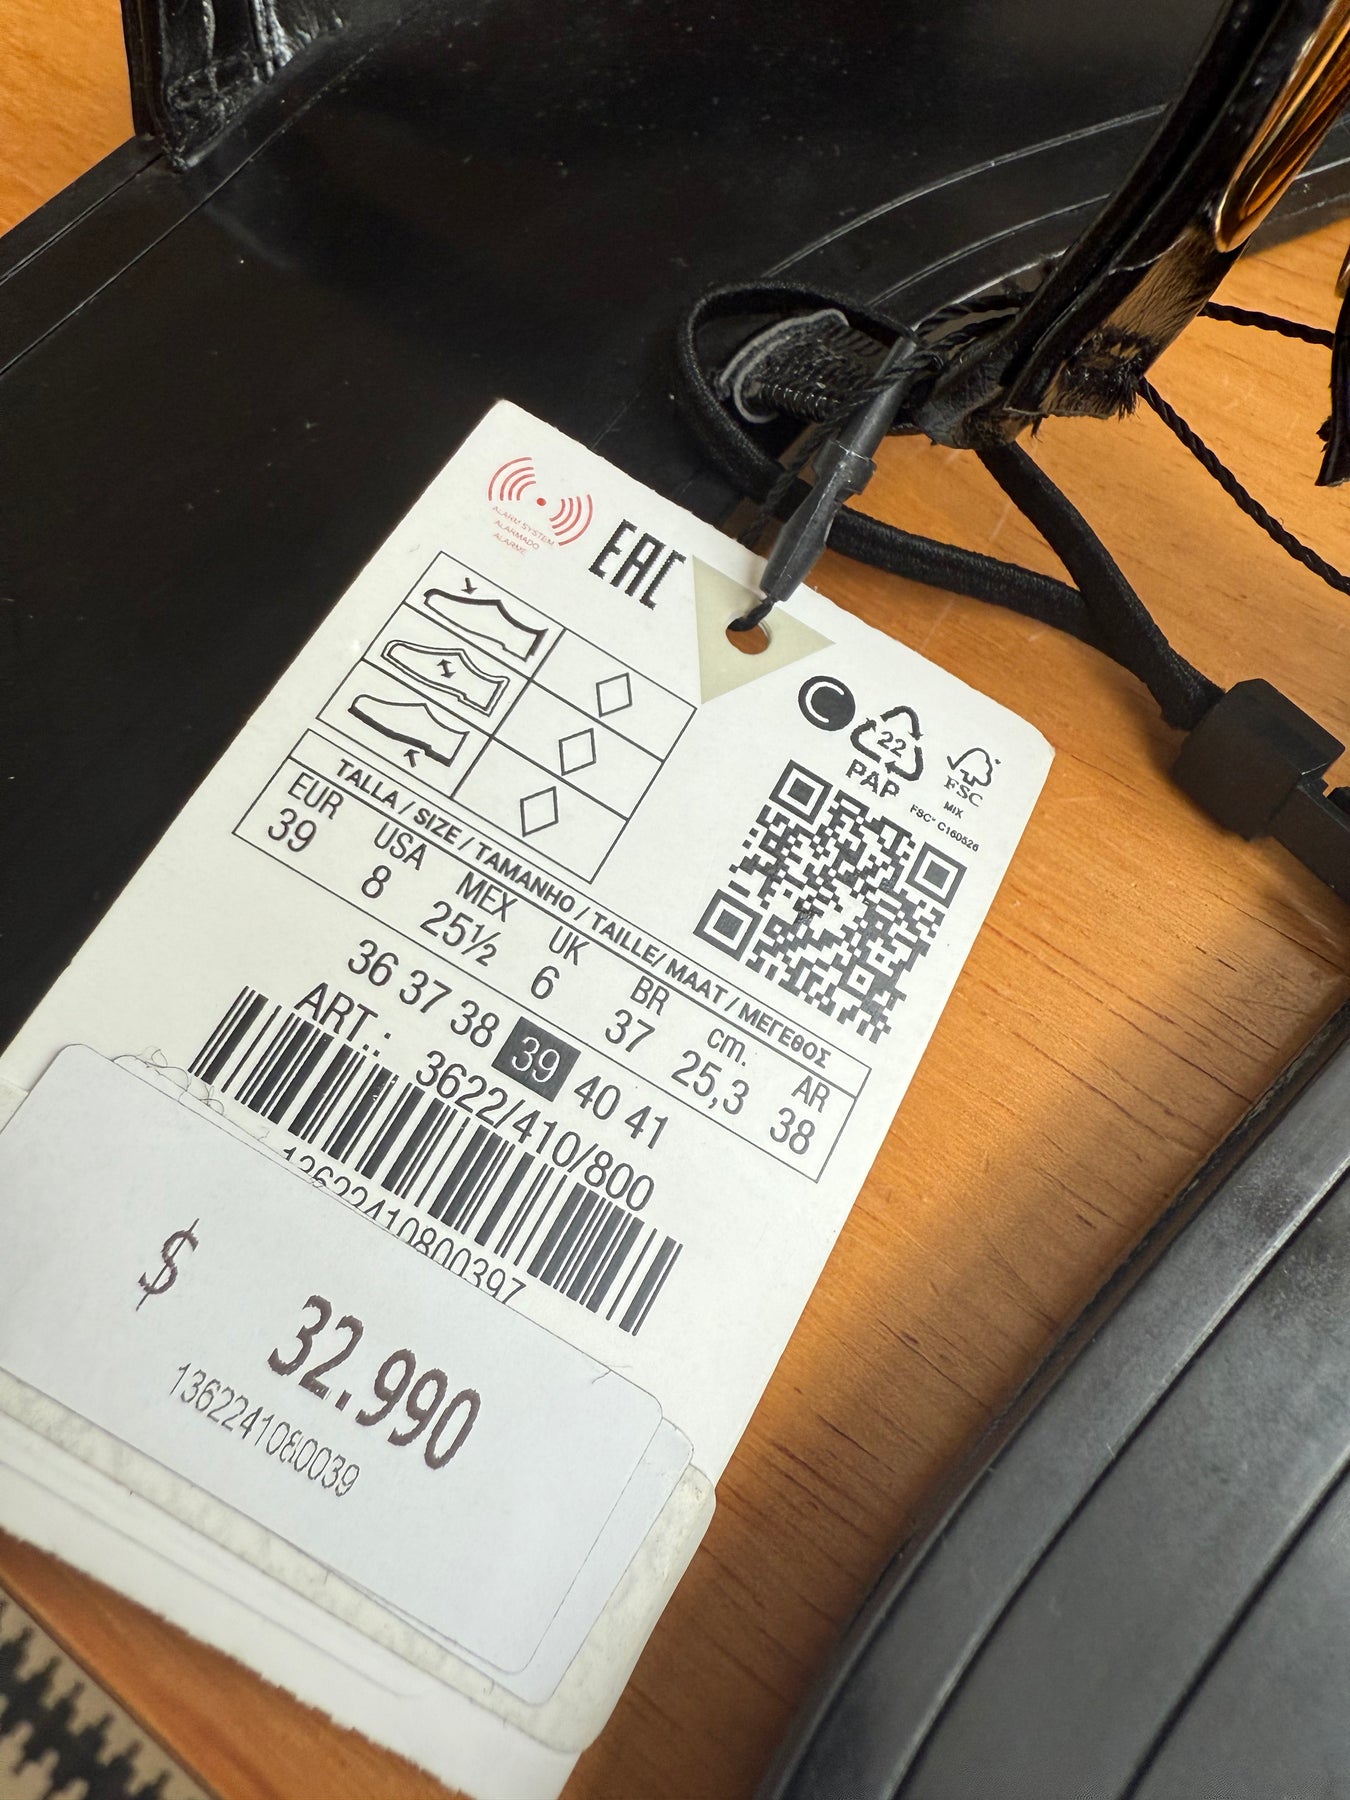 ALARM SYSTEM
ALARMADO
ALARME
EAC
C
22
PAP
FSC
MIX
FSC® C160526
TALLA / SIZE / TAMANHO / TAILLE / MAAT / ΜΕΓΕΘΟΣ
EUR USA MEX UK BR cm. AR
39 8 25½ 6 37 25,3 38
36 37 38 39 40 41
ART.: 3622/410/800
13622410800397
$ 32.990
1362241080039